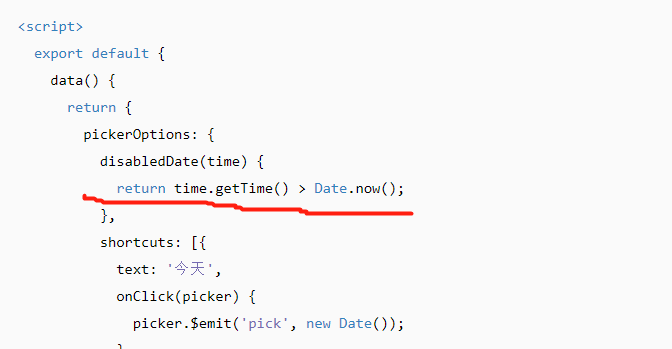 <script>
export default {
data() {
return {
pickerOptions: {
disabledDate(time) {
return time.getTime() > Date.now();
},
shortcuts: [{
text: '今天',
onClick(picker) {
picker.$emit('pick', new Date());
}